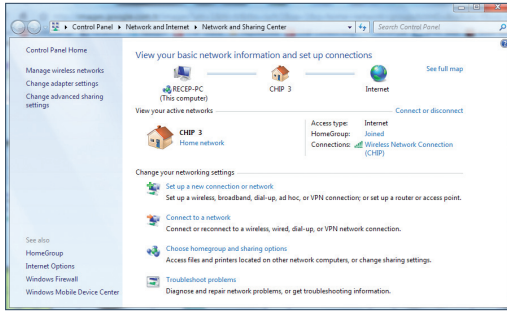 Control Panel ▸ Network and Internet ▸ Network and Sharing Center
Search Control Panel
Control Panel Home
Manage wireless networks
Change adapter settings
Change advanced sharing
settings
See also
HomeGroup
Internet Options
Windows Firewall
Windows Mobile Device Center
View your basic network information and set up connections
See full map
RECEP-PC
(This computer)
CHIP 3
Internet
View your active networks
Connect or disconnect
CHIP 3
Home network
Access type: Internet
HomeGroup: Joined
Connections: Wireless Network Connection
(CHIP)
Change your networking settings
Set up a new connection or network
Set up a wireless, broadband, dial-up, ad hoc, or VPN connection; or set up a router or access point.
Connect to a network
Connect or reconnect to a wireless, wired, dial-up, or VPN network connection.
Choose homegroup and sharing options
Access files and printers located on other network computers, or change sharing settings.
Troubleshoot problems
Diagnose and repair network problems, or get troubleshooting information.